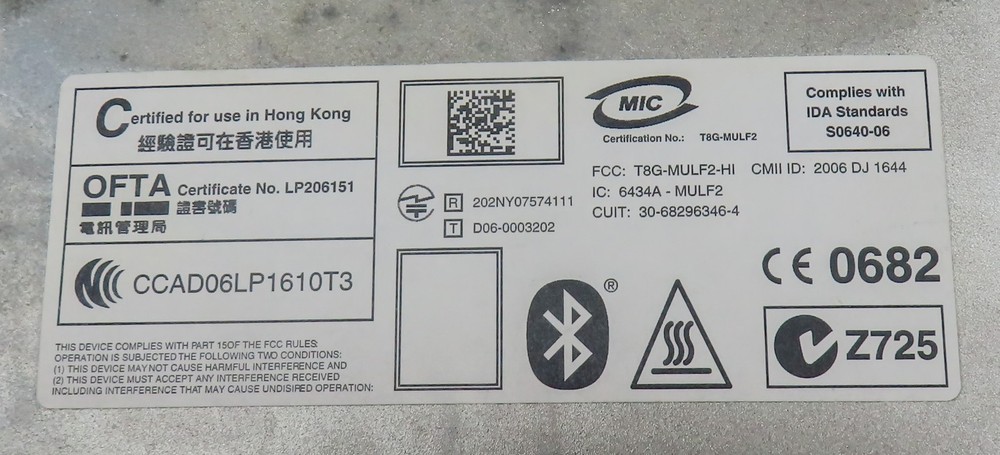 Certified for use in Hong Kong
經驗證可在香港使用
OFTA Certificate No. LP206151
證書號碼
電訊管理局
CCAD06LP1610T3
THIS DEVICE COMPLIES WITH PART 15OF THE FCC RULES:
OPERATION IS SUBJECTED THE FOLLOWING TWO CONDITIONS:
(1) THIS DEVICE MAY NOT CAUSE HARMFUL INTERFERENCE AND
(2) THIS DEVICE MUST ACCEPT ANY INTERFERENCE RECEIVED
INCLUDING INTERFERENCE THAT MAY CAUSE UNDISIRED OPERATION:
R 202NY07574111
T D06-0003202
MIC
Certification No.: T8G-MULF2
Complies with
IDA Standards
S0640-06
FCC: T8G-MULF2-HI CMII ID: 2006 DJ 1644
IC: 6434A - MULF2
CUIT: 30-68296346-4
CE 0682
®
Z725